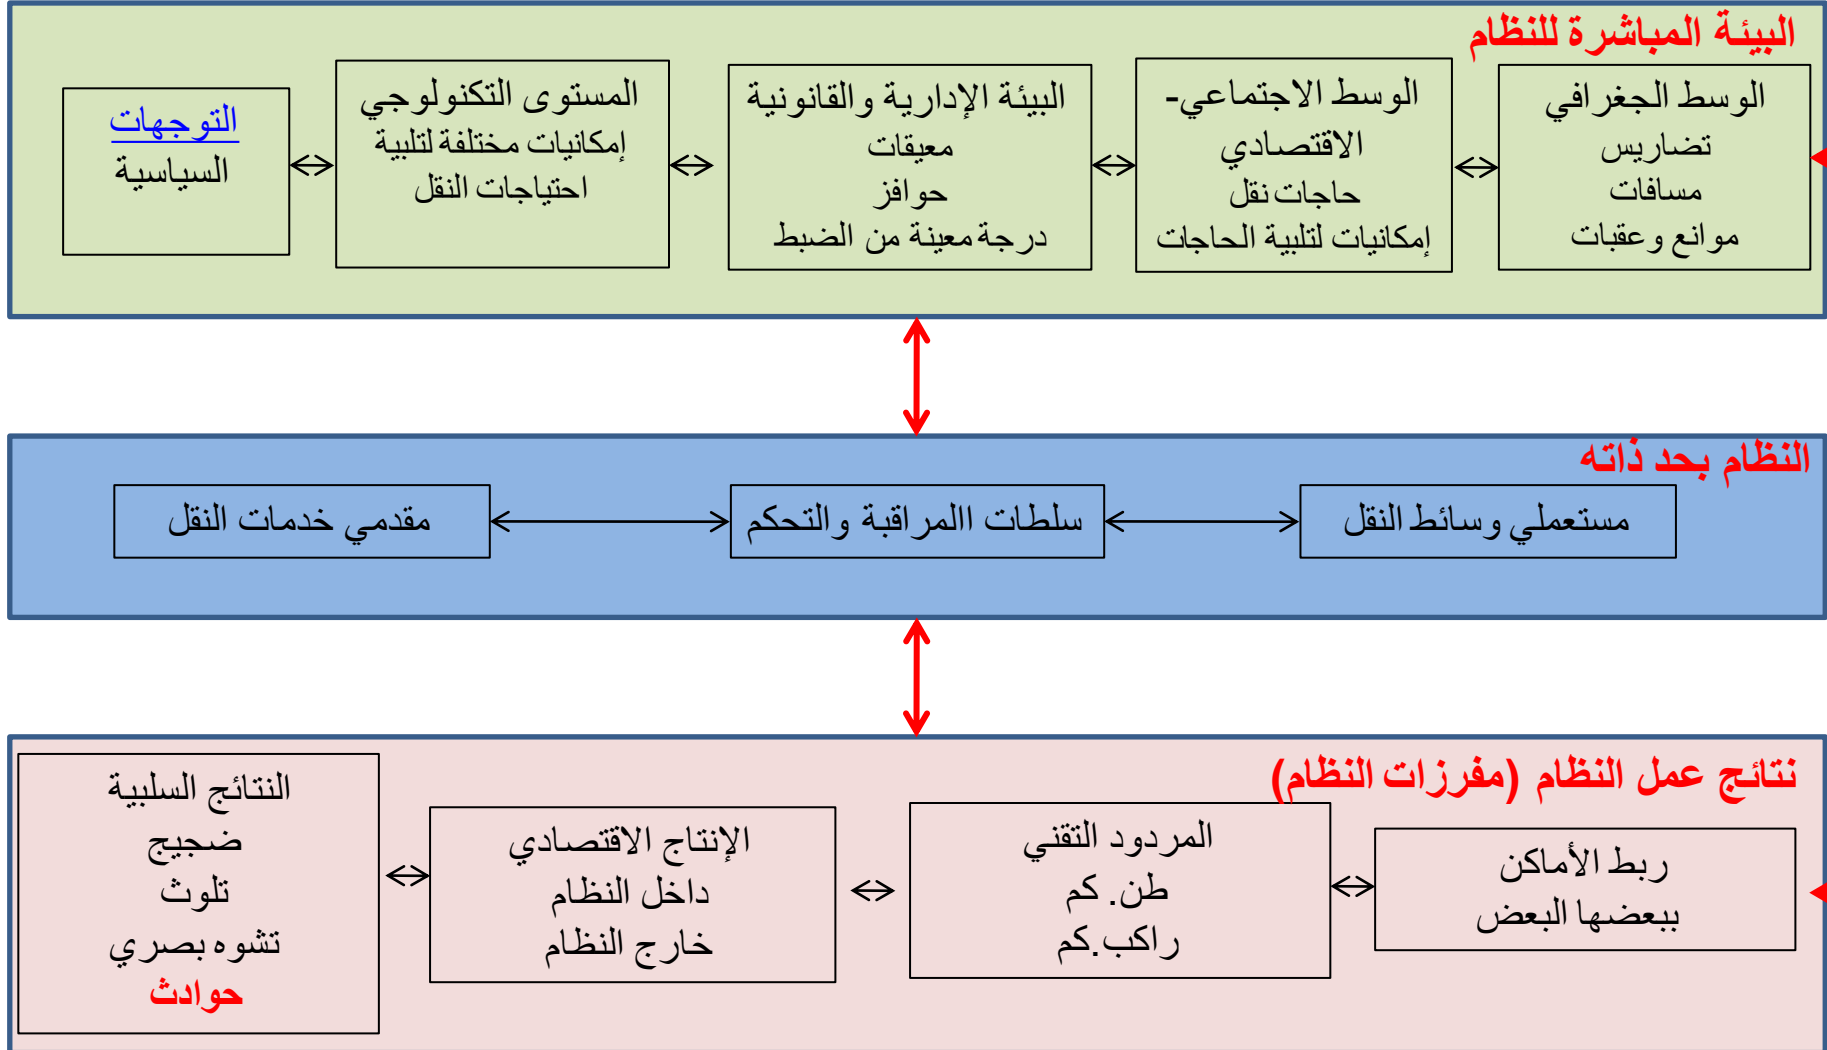 البيئة المباشرة للنظام
الوسط الجغرافي
تضاريس
مسافات
موانع وعقبات
الوسط الاجتماعي-
الاقتصادي
حاجات نقل
إمكانيات لتلبية الحاجات
البيئة الإدارية والقانونية
معيقات
حوافز
درجة معينة من الضبط
المستوى التكنولوجي
إمكانيات مختلفة لتلبية
احتياجات النقل
التوجهات
السياسية
النظام بحد ذاته
مستعملي وسائط النقل
سلطات االمراقبة والتحكم
مقدمي خدمات النقل
نتائج عمل النظام (مفرزات النظام)
ربط الأماكن
ببعضها البعض
المردود التقني
طن. كم
راكب.كم
الإنتاج الاقتصادي
داخل النظام
خارج النظام
النتائج السلبية
ضجيج
تلوث
تشوه بصري
حوادث